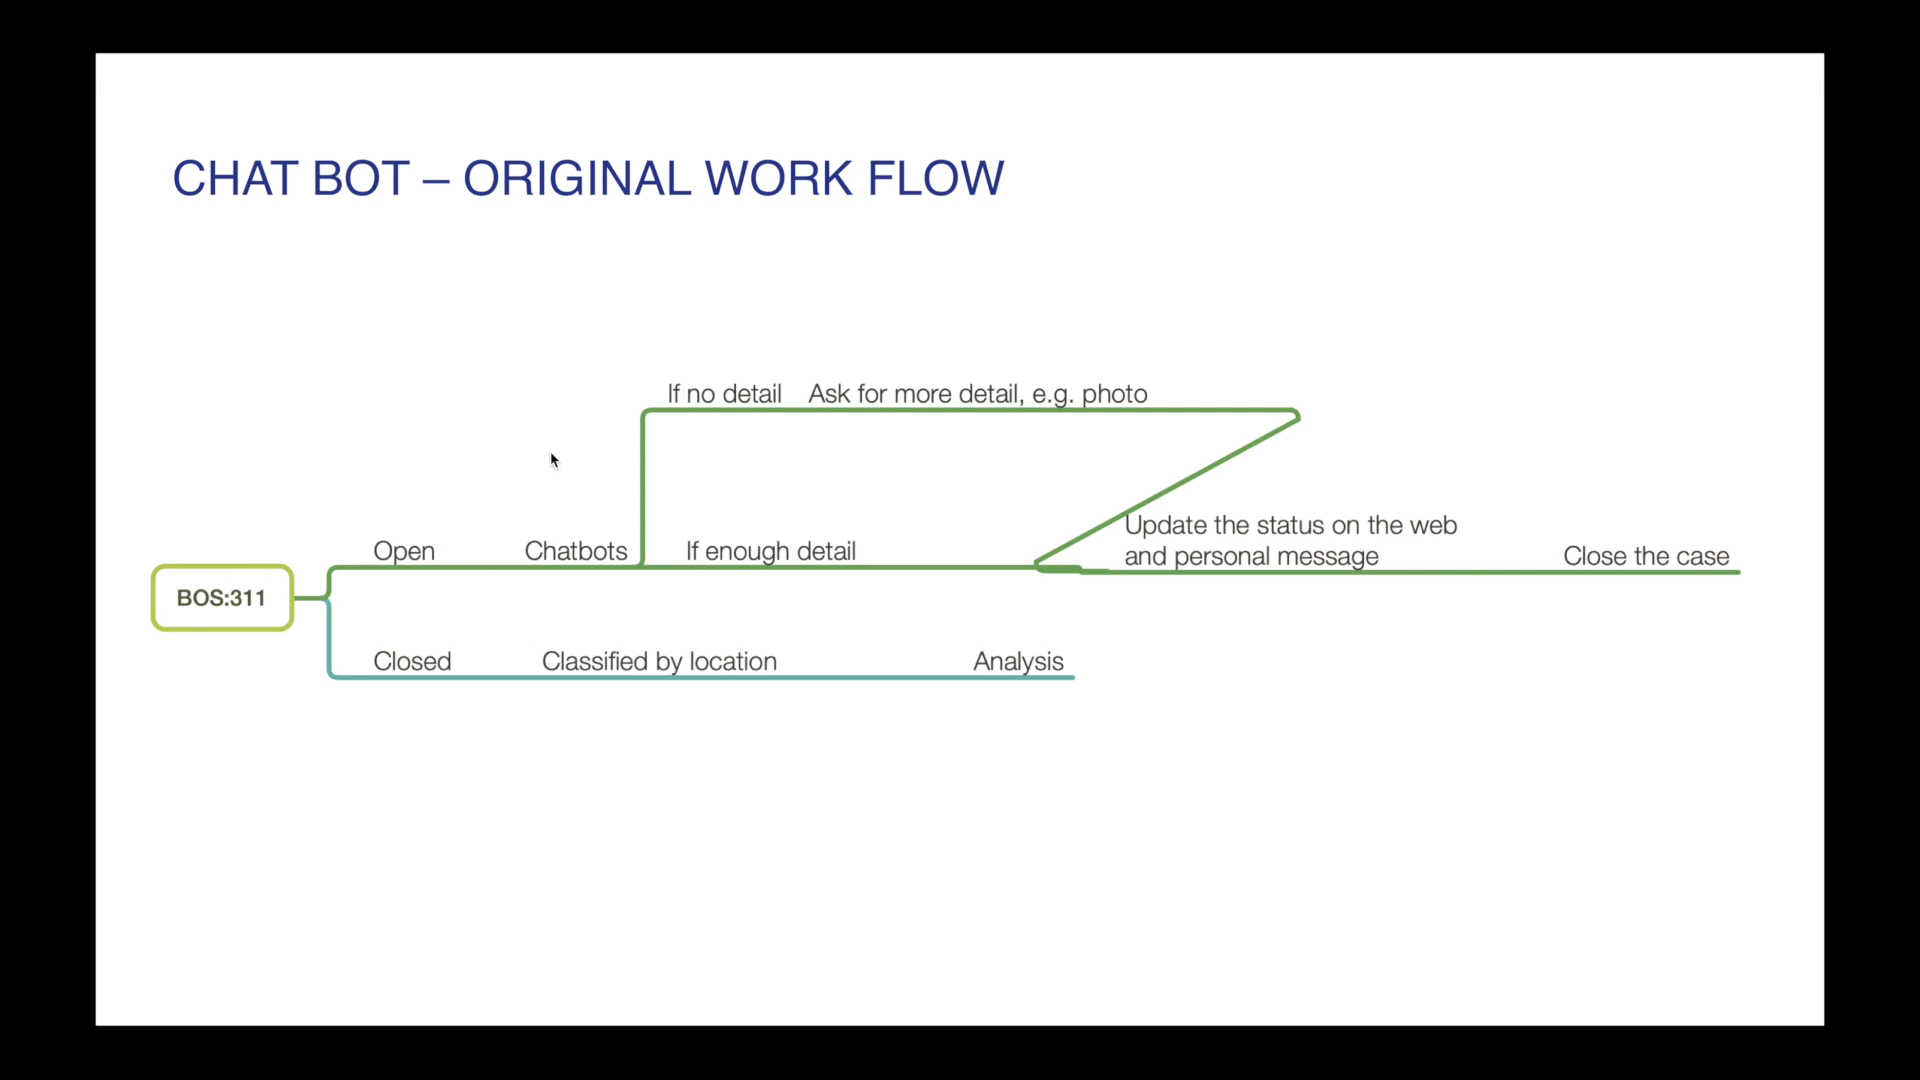 CHAT BOT – ORIGINAL WORK FLOW
If no detail Ask for more detail, e.g. photo
Open Chatbots If enough detail
Update the status on the web
and personal message
Close the case
BOS:311
Closed Classified by location Analysis